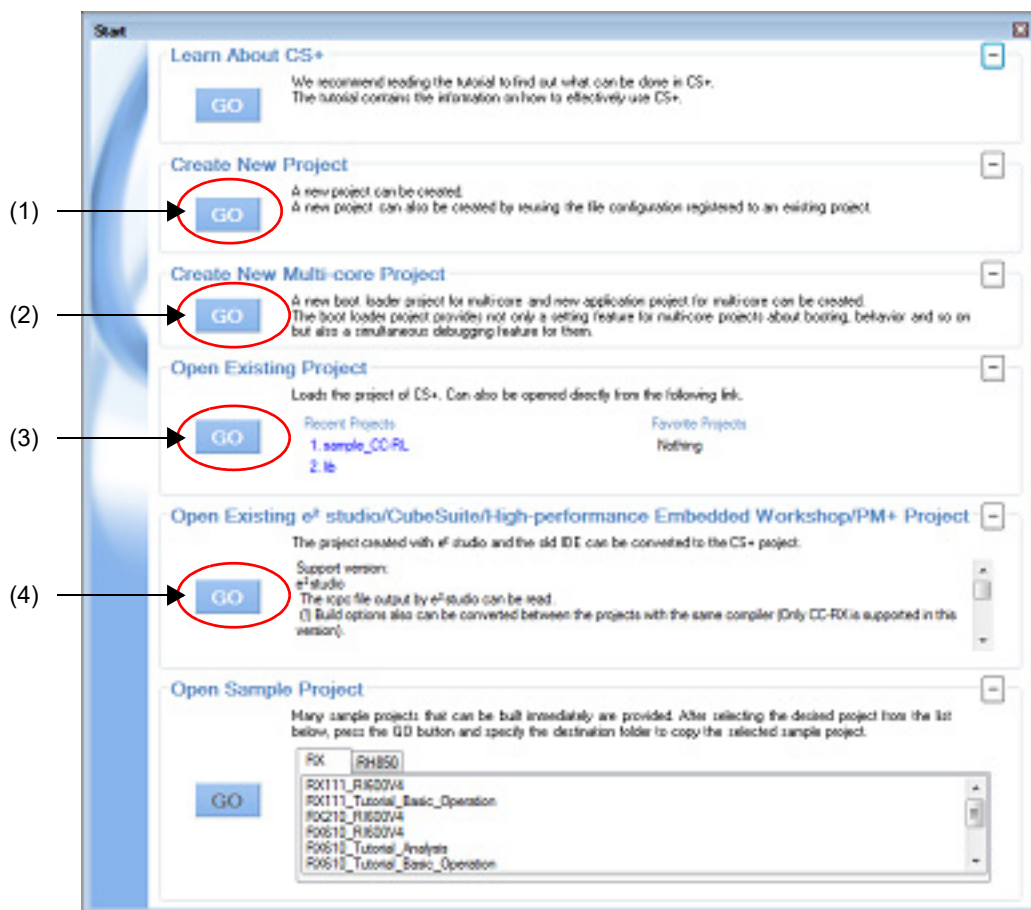 Start
Learn About CS+
We recommend reading the tutorial to find out what can be done in CS+.
GO
The tutorial contains the information on how to effectively use CS+.
Create New Project
A new project can be created.
(1)
GO
A new project can also be created by reusing the file configuration registered to an existing project.
Create New Multi-core Project
A new boot loader project for multi-core and new application project for multi-core can be created.
(2)
GO
The boot loader project provides not only a setting feature for multi-core projects about booting, behavior and so on
but also a simultaneous debugging feature for them.
Open Existing Project
Loads the project of CS+. Can also be opened directly from the following link.
(3)
GO
Recent Projects
Favorite Projects
1. sample_CC-RL
Nothing
2. lib
Open Existing e² studio/CubeSuite/High-performance Embedded Workshop/PM+ Project
The project created with e² studio and the old IDE can be converted to the CS+ project.
Support version:
e² studio
(4)
GO
The rcpc file output by e² studio can be read.
(!) Build options also can be converted between the projects with the same compiler (Only CC-RX is supported in this
version).
Open Sample Project
Many sample projects that can be built immediately are provided. After selecting the desired project from the list
below, press the GO button and specify the destination folder to copy the selected sample project.
RX
RH850
GO
RX111_RI600V4
RX111_Tutorial_Basic_Operation
RX210_RI600V4
RX610_RI600V4
RX610_Tutorial_Analysis
RX610_Tutorial_Basic_Operation